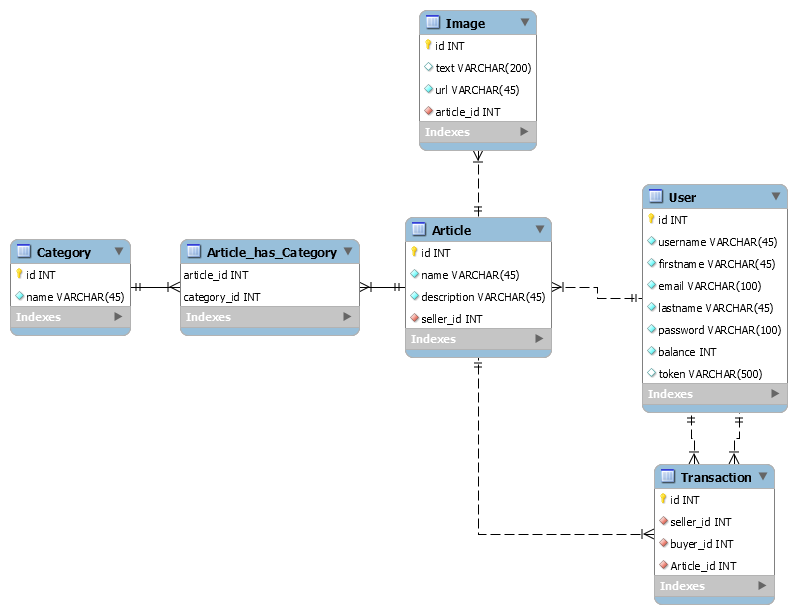 Image
id INT
text VARCHAR(200)
url VARCHAR(45)
article_id INT
Indexes
Category
id INT
name VARCHAR(45)
Indexes
Article_has_Category
article_id INT
category_id INT
Indexes
Article
id INT
name VARCHAR(45)
description VARCHAR(45)
seller_id INT
Indexes
User
id INT
username VARCHAR(45)
firstname VARCHAR(45)
email VARCHAR(100)
lastname VARCHAR(45)
password VARCHAR(100)
balance INT
token VARCHAR(500)
Indexes
Transaction
id INT
seller_id INT
buyer_id INT
Article_id INT
Indexes